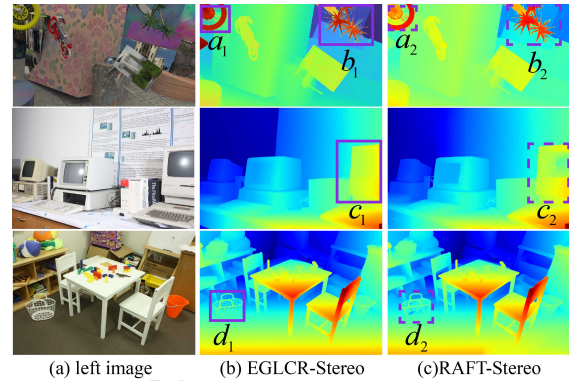 a1
b1
a2
b2
c1
c2
d1
d2
(a) left image
(b) EGLCR-Stereo
(c)RAFT-Stereo